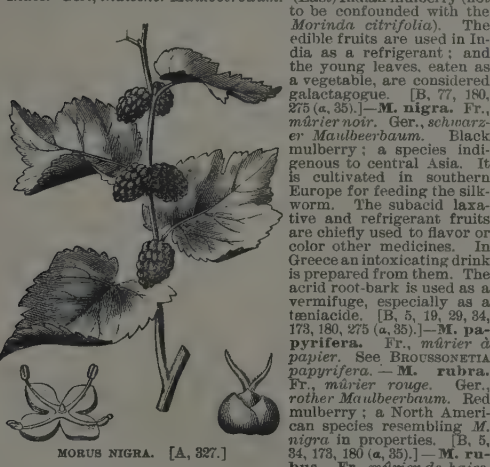 (East) Indian mulberry (not
to be confounded with the
Morinda citrifolia). The
edible fruits are used in In-
dia as a refrigerant; and
the young leaves, eaten as
a vegetable, are considered
galactagogue. [B, 77, 180,
275 (a, 35).]—M. nigra. Fr.,
mûrier noir. Ger., schwarz-
er Maulbeerbaum. Black
mulberry; a species indi-
genous to central Asia. It
is cultivated in southern
Europe for feeding the silk-
worm. The subacid laxa-
tive and refrigerant fruits
are chiefly used to flavor or
color other medicines. In
Greece an intoxicating drink
is prepared from them. The
acrid root-bark is used as a
vermifuge, especially as a
tæniacide. [B, 5, 19, 29, 34,
173, 180, 275 (a, 35).]—M. pa-
pyrifera. Fr., mûrier à
papier. See BROUSSONETIA
papyrifera.—M. rubra.
Fr., mûrier rouge. Ger.,
rother Maulbeerbaum. Red
mulberry; a North Ameri-
can species resembling M.
nigra in properties. [B, 5,
34, 173, 180 (a, 35).]—M. ru-
MORUS NIGRA. [A, 327.]